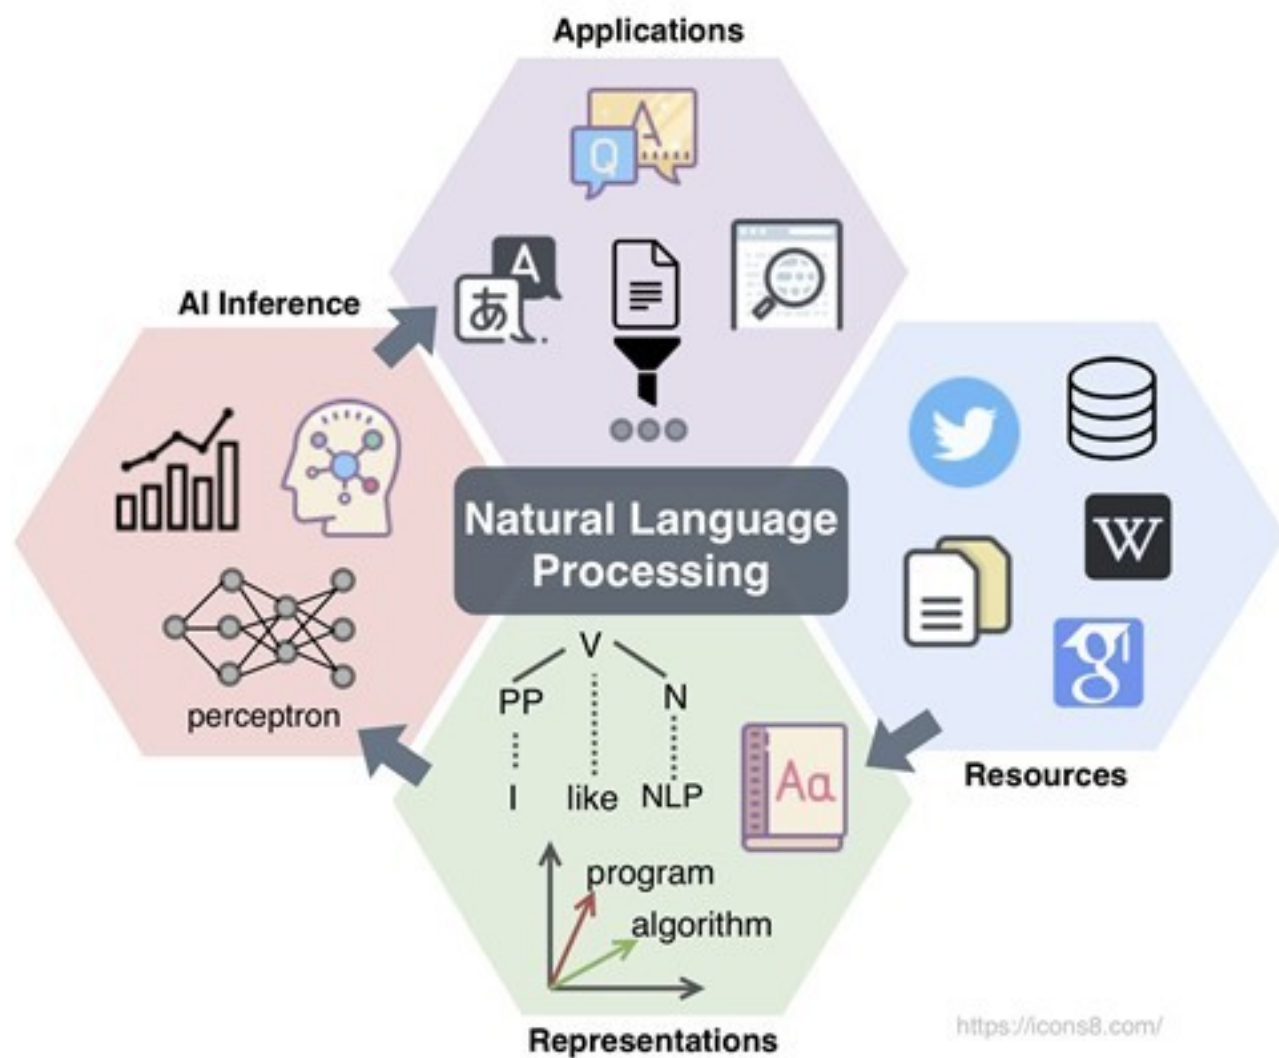 Applications
Q A
A
あ
AI Inference
W
g
Natural Language
Processing
perceptron
V
PP N
I like NLP
Aa
program
algorithm
Resources
Representations
https://icons8.com/